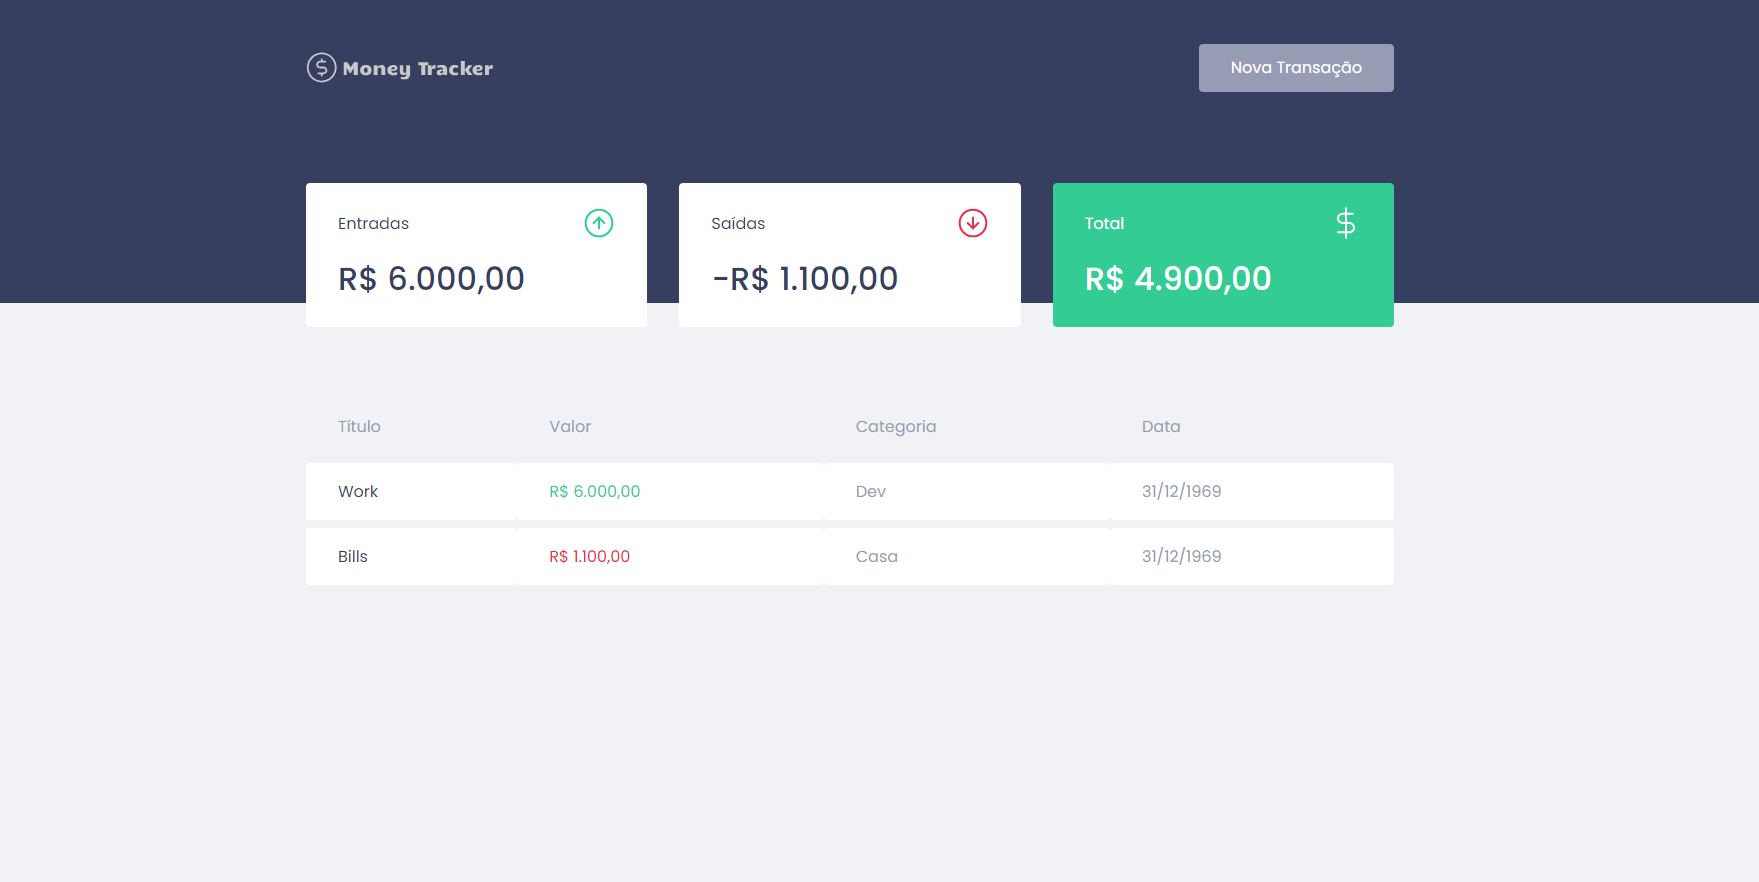 Money Tracker
Nova Transação
Entradas
R$ 6.000,00
Saídas
-R$ 1.100,00
Total
R$ 4.900,00
Título Valor Categoria Data
Work R$ 6.000,00 Dev 31/12/1969
Bills R$ 1.100,00 Casa 31/12/1969